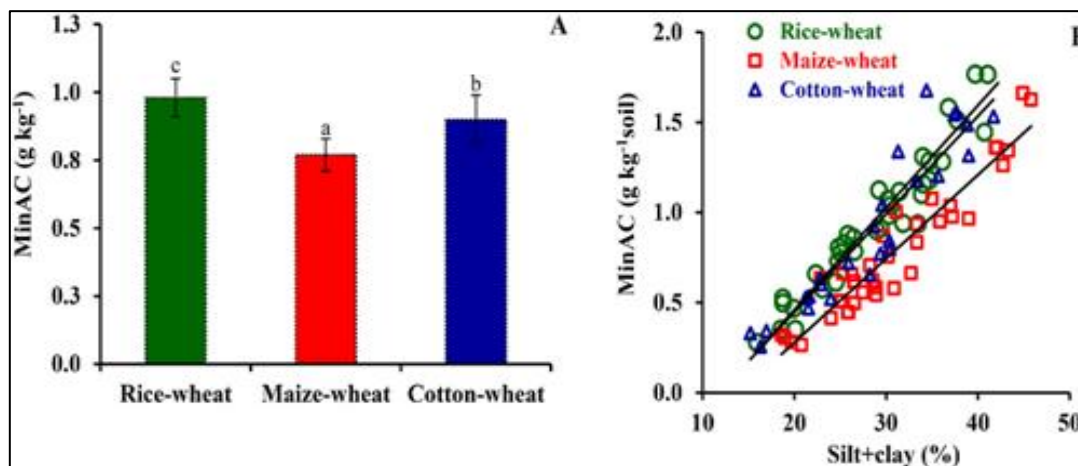 A
MinAC (g kg⁻¹)
1.3
1.0
0.8
0.5
0.3
0.0
c
a
b
Rice-wheat
Maize-wheat
Cotton-wheat
Rice-wheat
Maize-wheat
Cotton-wheat
MinAC (g kg⁻¹soil)
2.0
1.5
1.0
0.5
0.0
10
20
30
40
50
Silt+clay (%)